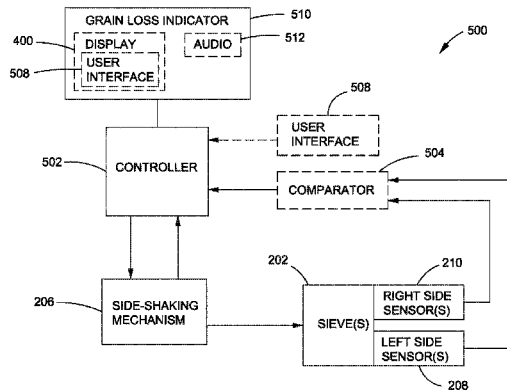 GRAIN LOSS INDICATOR
510
400
DISPLAY
AUDIO
512
500
508
USER
INTERFACE
508
USER
INTERFACE
502
CONTROLLER
504
COMPARATOR
202
210
206
SIDE-SHAKING
MECHANISM
SIEVE(S)
RIGHT SIDE
SENSOR(S)
LEFT SIDE
SENSOR(S)
208